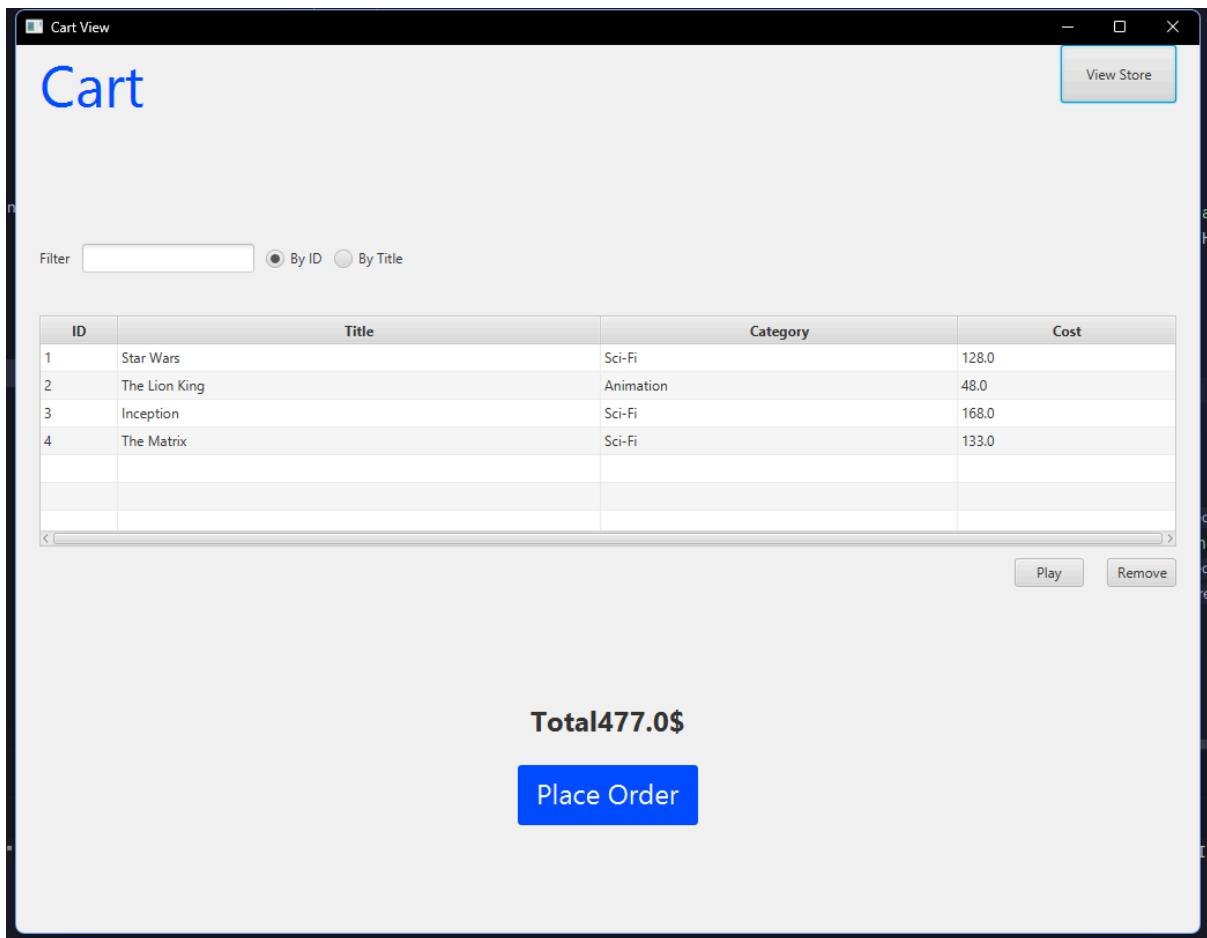 Cart View
Cart
View Store
Filter By ID By Title
ID Title Category Cost
1 Star Wars Sci-Fi 128.0
2 The Lion King Animation 48.0
3 Inception Sci-Fi 168.0
4 The Matrix Sci-Fi 133.0
Play Remove
Total477.0$
Place Order